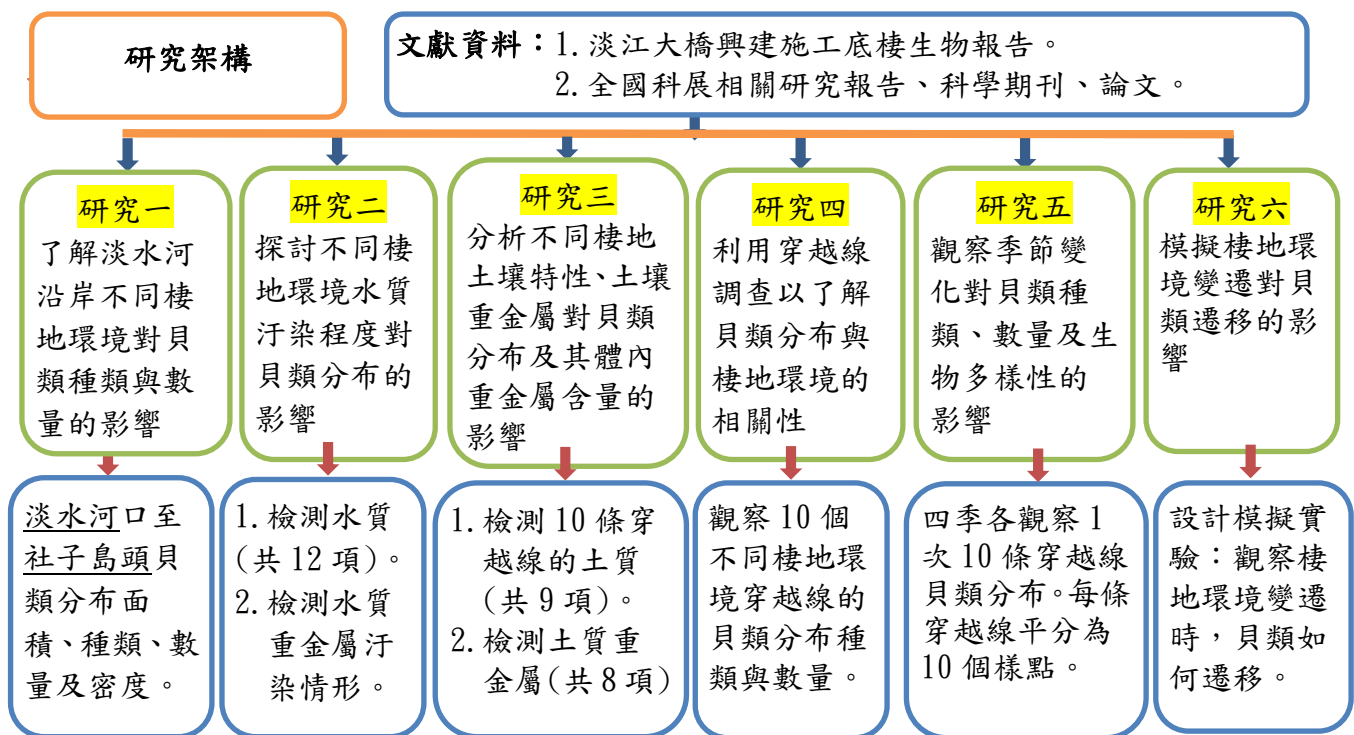 研究架構
文獻資料：1.淡江大橋興建施工底棲生物報告。
2.全國科展相關研究報告、科學期刊、論文。
研究一
了解淡水河
沿岸不同棲
地環境對貝
類種類與數
量的影響
研究二
探討不同棲
地環境水質
汙染程度對
貝類分布的
影響
研究三
分析不同棲地
土壤特性、土壤
重金屬對貝類
分布及其體內
重金屬含量的
影響
研究四
利用穿越線
調查以了解
貝類分布與
棲地環境的
相關性
研究五
觀察季節變
化對貝類種
類、數量及生
物多樣性的
影響
研究六
模擬棲地環
境變遷對貝
類遷移的影
響
淡水河口至
社子島頭貝
類分布面
積、種類、數
量及密度。
1.檢測水質
(共12項)。
2.檢測水質
重金屬汙
染情形。
1.檢測10條穿
越線的土質
(共9項)。
2.檢測土質重
金屬(共8項)
觀察10個
不同棲地環
境穿越線的
貝類分布種
類與數量。
四季各觀察1
次10條穿越線
貝類分布。每條
穿越線平分為
10個樣點。
設計模擬實
驗：觀察棲
地環境變遷
時，貝類如
何遷移。